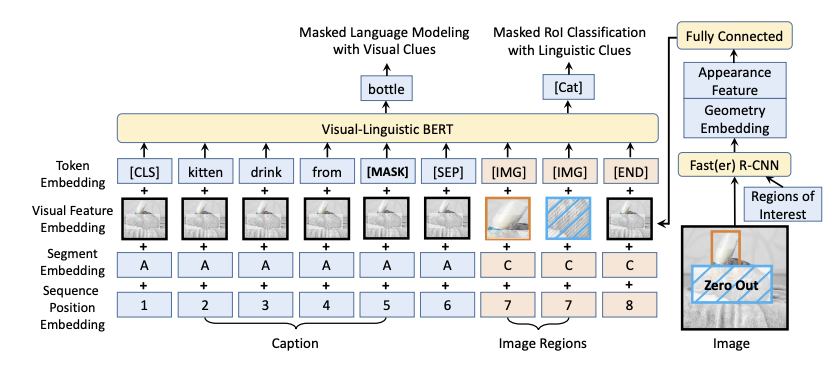 Masked Language Modeling
with Visual Clues
Masked RoI Classification
with Linguistic Clues
Fully Connected
bottle
[Cat]
Appearance
Feature
Geometry
Embedding
Visual-Linguistic BERT
Fast(er) R-CNN
Token
Embedding
[CLS] kitten drink from [MASK] [SEP] [IMG] [IMG] [END]
+ + + + + + + + +
Regions of
Interest
Visual Feature
Embedding
+ + + + + + + + +
Segment
Embedding
A A A A A A C C C
+ + + + + + + + +
Zero Out
Sequence
Position
Embedding
1 2 3 4 5 6 7 7 8
Caption
Image Regions
Image